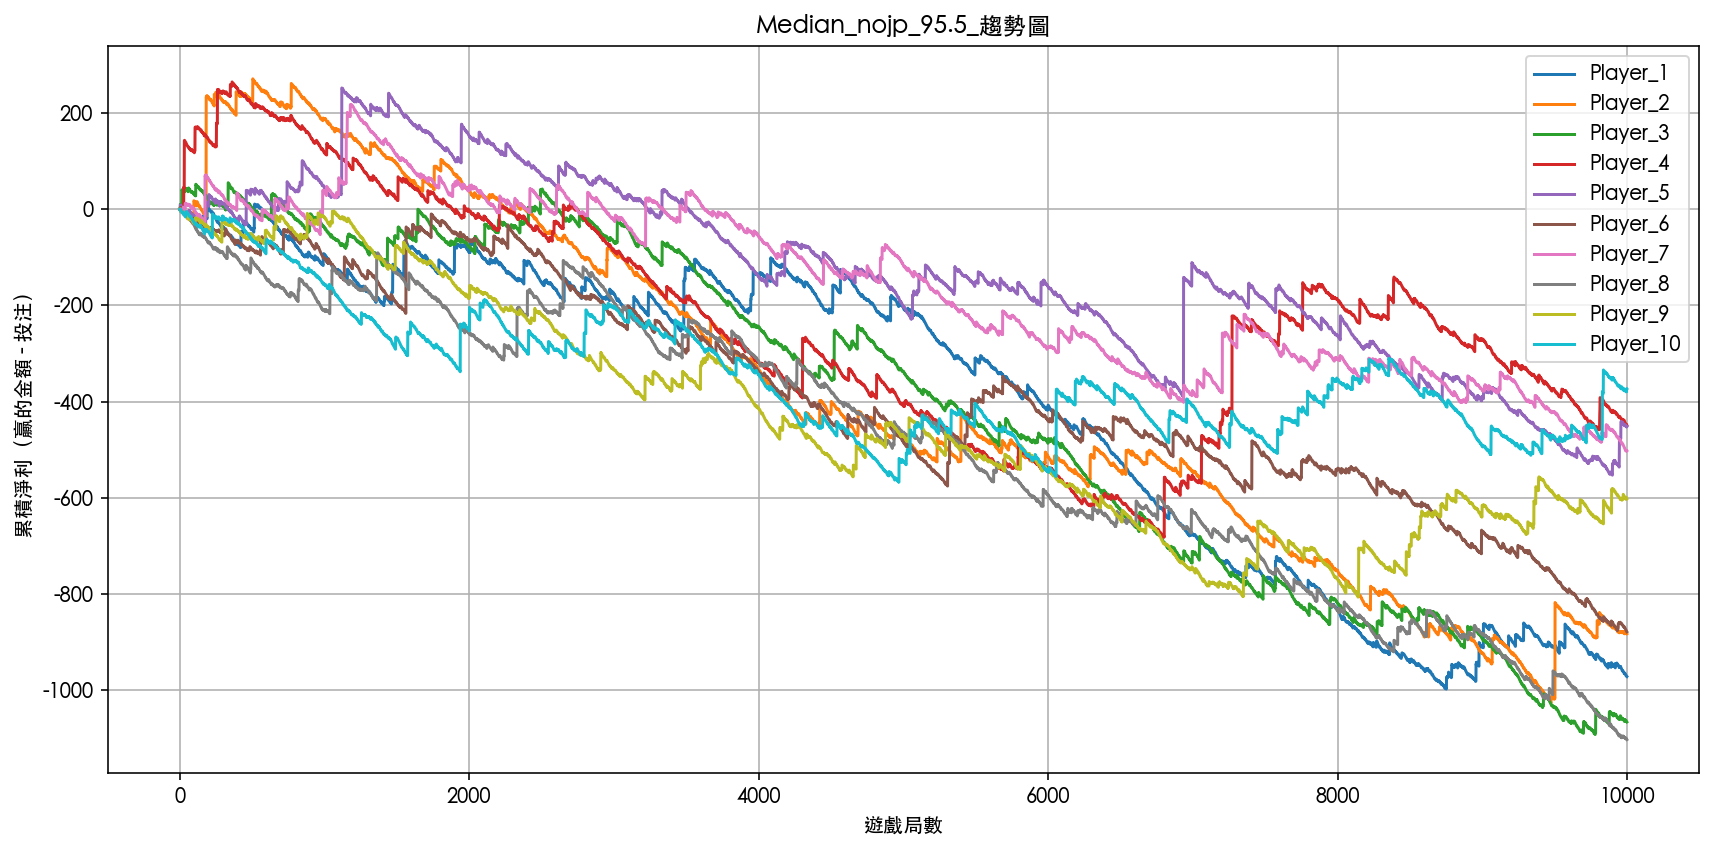 Median_nojp_95.5_趨勢圖
累積淨利（贏的金額 - 投注）
200
0
-200
-400
-600
-800
-1000
0
2000
4000
6000
8000
10000
遊戲局數
Player_1
Player_2
Player_3
Player_4
Player_5
Player_6
Player_7
Player_8
Player_9
Player_10